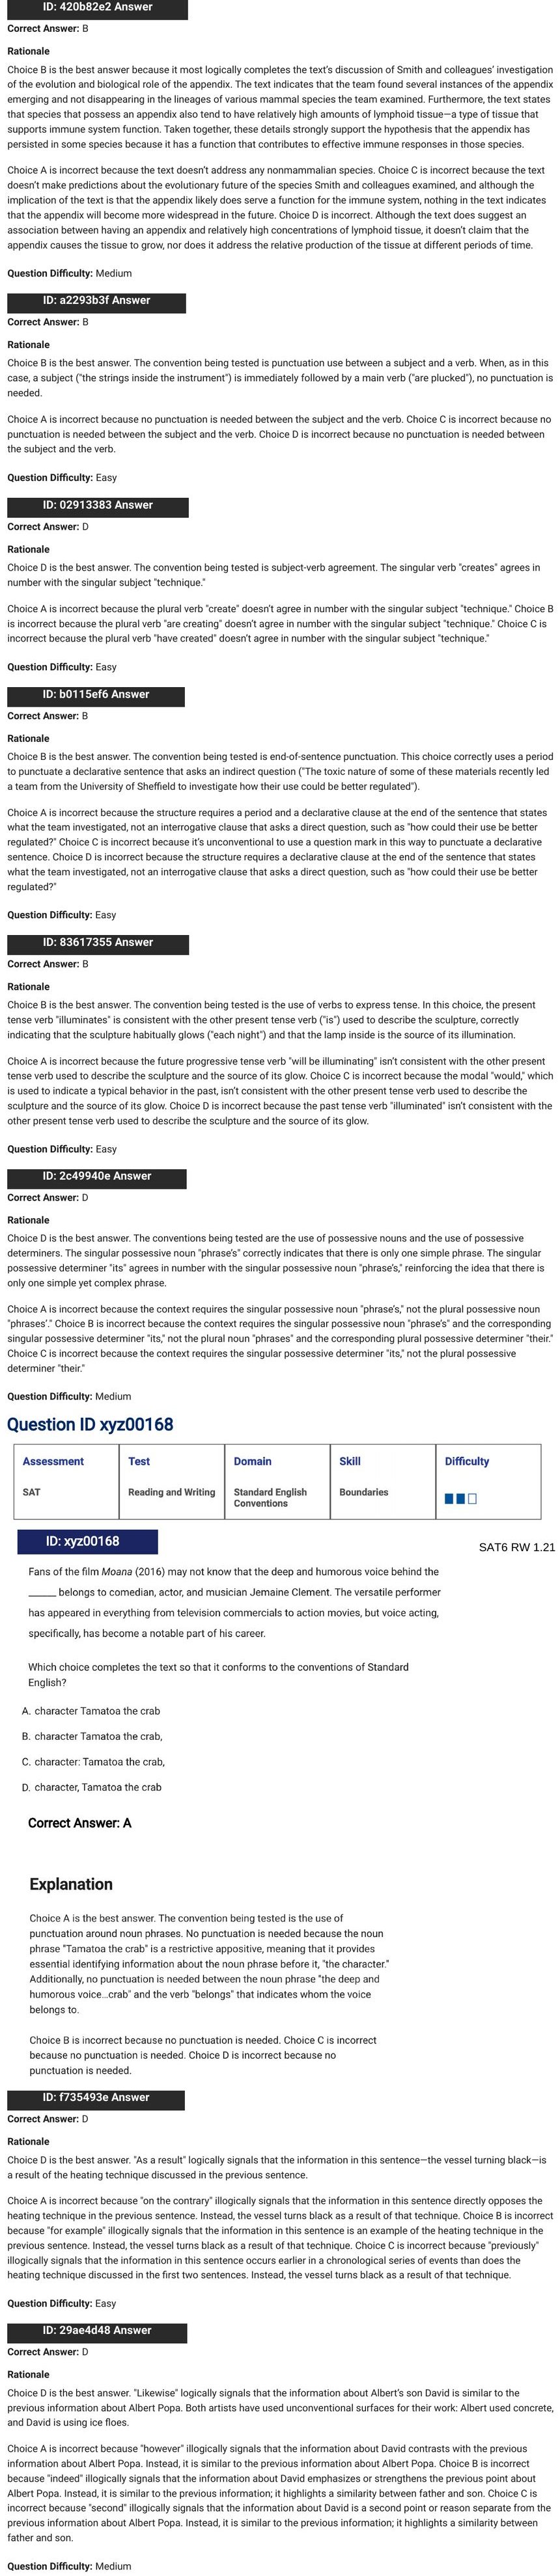 ID: 420b82e2 Answer
Correct Answer: B
Rationale
Choice B is the best answer because it most logically completes the text's discussion of Smith and colleagues' investigation
of the evolution and biological role of the appendix. The text indicates that the team found several instances of the appendix
emerging and not disappearing in the lineages of various mammal species the team examined. Furthermore, the text states
that species that possess an appendix also tend to have relatively high amounts of lymphoid tissue—a type of tissue that
supports immune system function. Taken together, these details strongly support the hypothesis that the appendix has
persisted in some species because it has a function that contributes to effective immune responses in those species.
Choice A is incorrect because the text doesn't address any nonmammalian species. Choice C is incorrect because the text
doesn't make predictions about the evolutionary future of the species Smith and colleagues examined, and although the
implication of the text is that the appendix likely does serve a function for the immune system, nothing in the text indicates
that the appendix will become more widespread in the future. Choice D is incorrect. Although the text does suggest an
association between having an appendix and relatively high concentrations of lymphoid tissue, it doesn't claim that the
appendix causes the tissue to grow, nor does it address the relative production of the tissue at different periods of time.
Question Difficulty: Medium
ID: a2293b3f Answer
Correct Answer: B
Rationale
Choice B is the best answer. The convention being tested is punctuation use between a subject and a verb. When, as in this
case, a subject ("the strings inside the instrument") is immediately followed by a main verb ("are plucked"), no punctuation is
needed.
Choice A is incorrect because no punctuation is needed between the subject and the verb. Choice C is incorrect because no
punctuation is needed between the subject and the verb. Choice D is incorrect because no punctuation is needed between
the subject and the verb.
Question Difficulty: Easy
ID: 02913383 Answer
Correct Answer: D
Rationale
Choice D is the best answer. The convention being tested is subject-verb agreement. The singular verb "creates" agrees in
number with the singular subject "technique."
Choice A is incorrect because the plural verb "create" doesn't agree in number with the singular subject "technique." Choice B
is incorrect because the plural verb "are creating" doesn't agree in number with the singular subject "technique." Choice C is
incorrect because the plural verb "have created" doesn't agree in number with the singular subject "technique."
Question Difficulty: Easy
ID: b0115ef6 Answer
Correct Answer: B
Rationale
Choice B is the best answer. The convention being tested is end-of-sentence punctuation. This choice correctly uses a period
to punctuate a declarative sentence that asks an indirect question ("The toxic nature of some of these materials recently led
a team from the University of Sheffield to investigate how their use could be better regulated").
Choice A is incorrect because the structure requires a period and a declarative clause at the end of the sentence that states
what the team investigated, not an interrogative clause that asks a direct question, such as "how could their use be better
regulated?" Choice C is incorrect because it's unconventional to use a question mark in this way to punctuate a declarative
sentence. Choice D is incorrect because the structure requires a declarative clause at the end of the sentence that states
what the team investigated, not an interrogative clause that asks a direct question, such as "how could their use be better
regulated?"
Question Difficulty: Easy
ID: 83617355 Answer
Correct Answer: B
Rationale
Choice B is the best answer. The convention being tested is the use of verbs to express tense. In this choice, the present
tense verb "illuminates" is consistent with the other present tense verb ("is") used to describe the sculpture, correctly
indicating that the sculpture habitually glows ("each night") and that the lamp inside is the source of its illumination.
Choice A is incorrect because the future progressive tense verb "will be illuminating" isn't consistent with the other present
tense verb used to describe the sculpture and the source of its glow. Choice C is incorrect because the modal "would," which
is used to indicate a typical behavior in the past, isn't consistent with the other present tense verb used to describe the
sculpture and the source of its glow. Choice D is incorrect because the past tense verb "illuminated" isn't consistent with the
other present tense verb used to describe the sculpture and the source of its glow.
Question Difficulty: Easy
ID: 2c49940e Answer
Correct Answer: D
Rationale
Choice D is the best answer. The conventions being tested are the use of possessive nouns and the use of possessive
determiners. The singular possessive noun "phrase's" correctly indicates that there is only one simple phrase. The singular
possessive determiner "its" agrees in number with the singular possessive noun "phrase's," reinforcing the idea that there is
only one simple yet complex phrase.
Choice A is incorrect because the context requires the singular possessive noun "phrase's," not the plural possessive noun
"phrases'." Choice B is incorrect because the context requires the singular possessive noun "phrase's" and the corresponding
singular possessive determiner "its," not the plural noun "phrases" and the corresponding plural possessive determiner "their."
Choice C is incorrect because the context requires the singular possessive determiner "its," not the plural possessive
determiner "their."
Question Difficulty: Medium
Question ID xyz00168
Assessment Test Domain Skill Difficulty
SAT Reading and Writing Standard English Boundaries
Conventions
ID: xyz00168
SAT6 RW 1.21
Fans of the film Moana (2016) may not know that the deep and humorous voice behind the
______ belongs to comedian, actor, and musician Jemaine Clement. The versatile performer
has appeared in everything from television commercials to action movies, but voice acting,
specifically, has become a notable part of his career.
Which choice completes the text so that it conforms to the conventions of Standard
English?
A. character Tamatoa the crab
B. character Tamatoa the crab,
C. character: Tamatoa the crab,
D. character, Tamatoa the crab
Correct Answer: A
Explanation
Choice A is the best answer. The convention being tested is the use of
punctuation around noun phrases. No punctuation is needed because the noun
phrase "Tamatoa the crab" is a restrictive appositive, meaning that it provides
essential identifying information about the noun phrase before it, "the character."
Additionally, no punctuation is needed between the noun phrase "the deep and
humorous voice...crab" and the verb "belongs" that indicates whom the voice
belongs to.
Choice B is incorrect because no punctuation is needed. Choice C is incorrect
because no punctuation is needed. Choice D is incorrect because no
punctuation is needed.
ID: f735493e Answer
Correct Answer: D
Rationale
Choice D is the best answer. "As a result" logically signals that the information in this sentence—the vessel turning black—is
a result of the heating technique discussed in the previous sentence.
Choice A is incorrect because "on the contrary" illogically signals that the information in this sentence directly opposes the
heating technique in the previous sentence. Instead, the vessel turns black as a result of that technique. Choice B is incorrect
because "for example" illogically signals that the information in this sentence is an example of the heating technique in the
previous sentence. Instead, the vessel turns black as a result of that technique. Choice C is incorrect because "previously"
illogically signals that the information in this sentence occurs earlier in a chronological series of events than does the
heating technique discussed in the first two sentences. Instead, the vessel turns black as a result of that technique.
Question Difficulty: Easy
ID: 29ae4d48 Answer
Correct Answer: D
Rationale
Choice D is the best answer. "Likewise" logically signals that the information about Albert's son David is similar to the
previous information about Albert Popa. Both artists have used unconventional surfaces for their work: Albert used concrete,
and David is using ice floes.
Choice A is incorrect because "however" illogically signals that the information about David contrasts with the previous
information about Albert Popa. Instead, it is similar to the previous information about Albert Popa. Choice B is incorrect
because "indeed" illogically signals that the information about David emphasizes or strengthens the previous point about
Albert Popa. Instead, it is similar to the previous information; it highlights a similarity between father and son. Choice C is
incorrect because "second" illogically signals that the information about David is a second point or reason separate from the
previous information about Albert Popa. Instead, it is similar to the previous information; it highlights a similarity between
father and son.
Question Difficulty: Medium